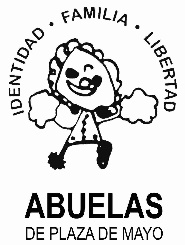 IDENTIDAD · FAMILIA · LIBERTAD
ABUELAS
DE PLAZA DE MAYO